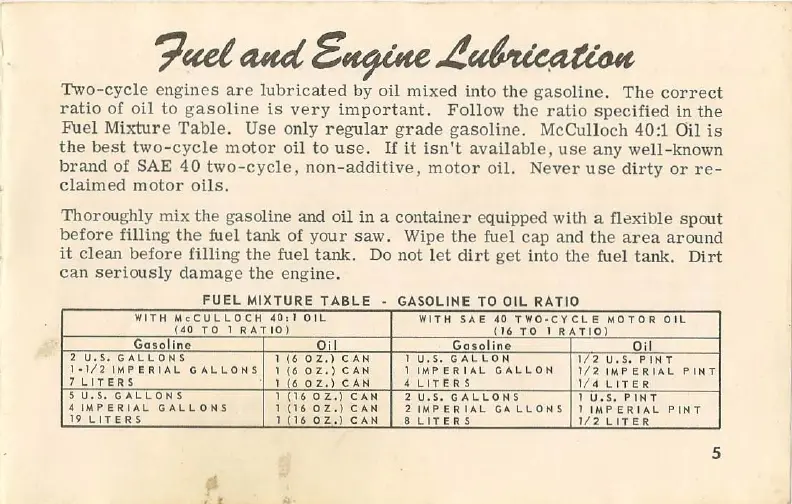 Fuel and Engine Lubrication
Two-cycle engines are lubricated by oil mixed into the gasoline. The correct
ratio of oil to gasoline is very important. Follow the ratio specified in the
Fuel Mixture Table. Use only regular grade gasoline. McCulloch 40:1 Oil is
the best two-cycle motor oil to use. If it isn't available, use any well-known
brand of SAE 40 two-cycle, non-additive, motor oil. Never use dirty or re-
claimed motor oils.
Thoroughly mix the gasoline and oil in a container equipped with a flexible spout
before filling the fuel tank of your saw. Wipe the fuel cap and the area around
it clean before filling the fuel tank. Do not let dirt get into the fuel tank. Dirt
can seriously damage the engine.
FUEL MIXTURE TABLE - GASOLINE TO OIL RATIO
WITH McCULLOCH 40:1 OIL WITH SAE 40 TWO-CYCLE MOTOR OIL
(40 TO 1 RATIO) (16 TO 1 RATIO)
Gasoline Oil Gasoline Oil
2 U.S. GALLONS 1 (6 OZ.) CAN 1 U.S. GALLON 1/2 U.S. PINT
1-1/2 IMPERIAL GALLONS 1 (6 OZ.) CAN 1 IMPERIAL GALLON 1/2 IMPERIAL PINT
7 LITERS 1 (6 OZ.) CAN 4 LITERS 1/4 LITER
5 U.S. GALLONS 1 (16 OZ.) CAN 2 U.S. GALLONS 1 U.S. PINT
4 IMPERIAL GALLONS 1 (16 OZ.) CAN 2 IMPERIAL GALLONS 1 IMPERIAL PINT
19 LITERS 1 (16 OZ.) CAN 8 LITERS 1/2 LITER
5